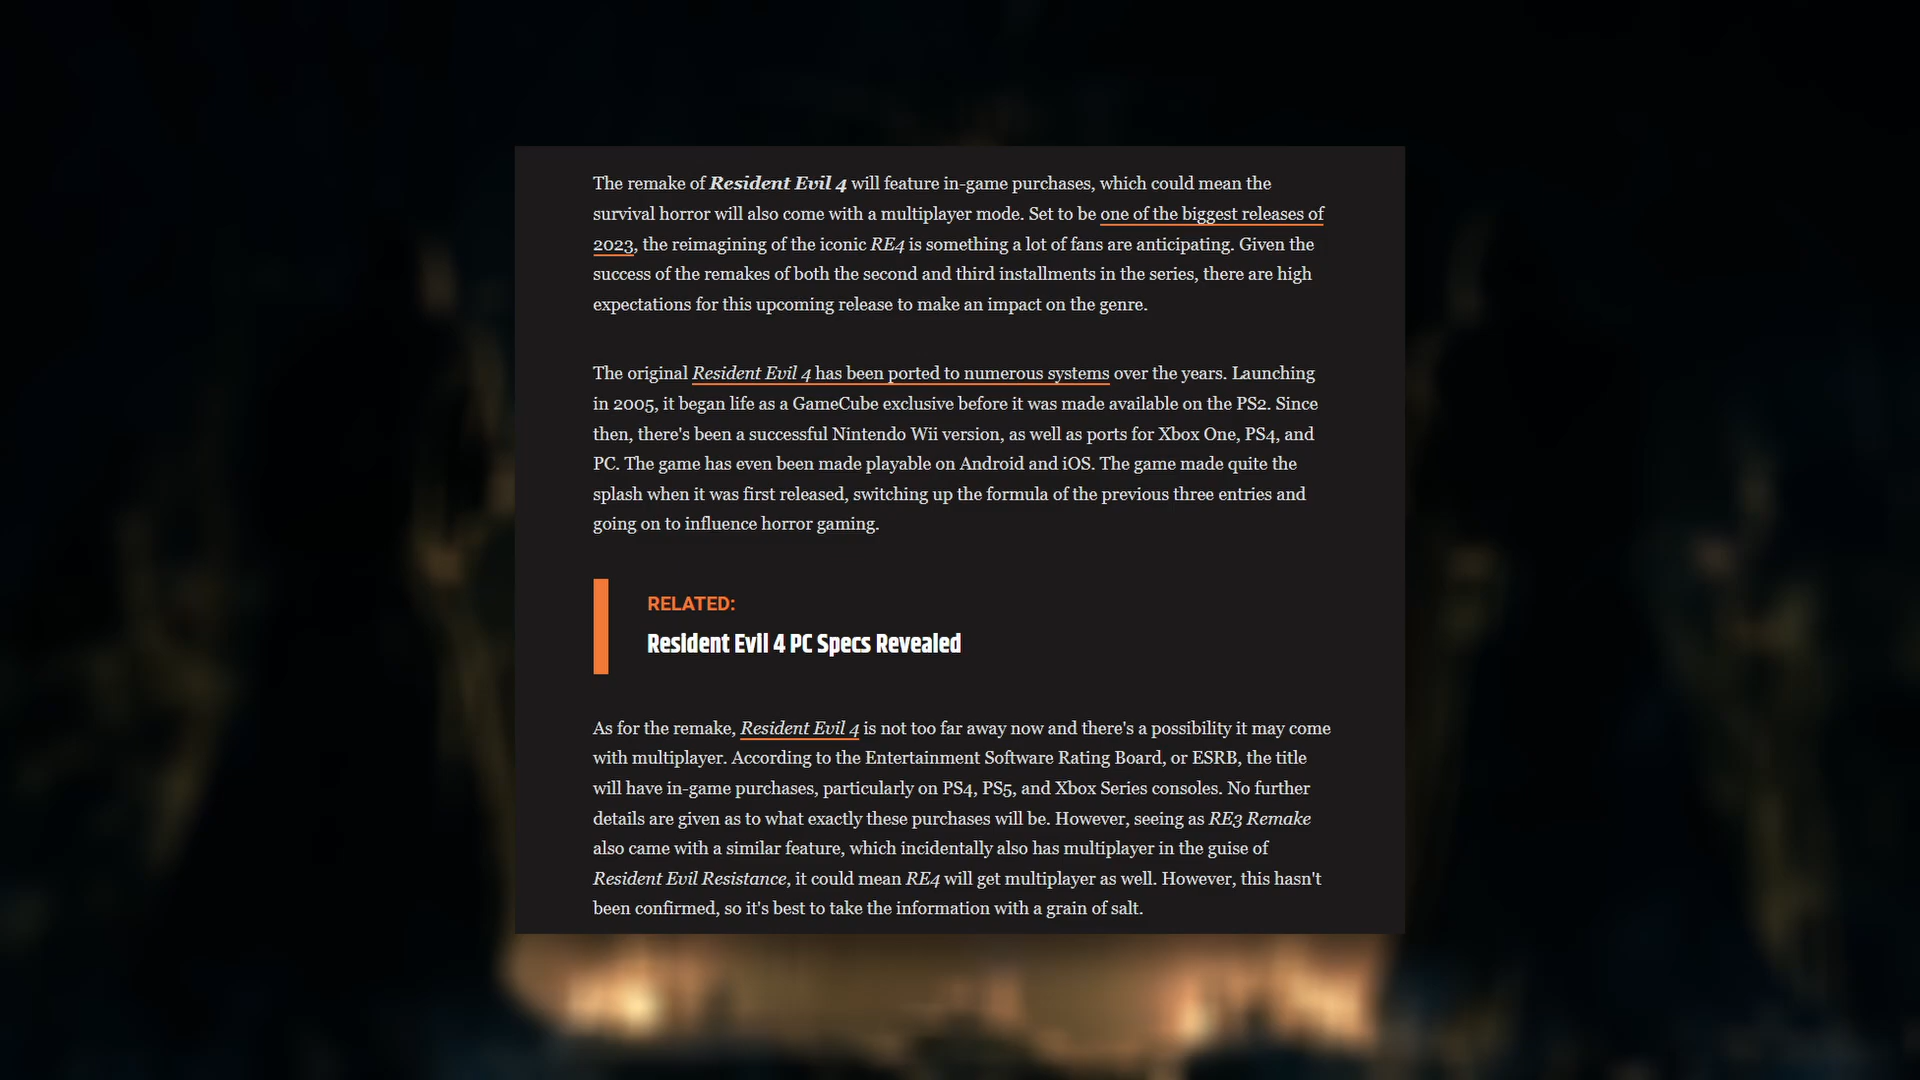 The remake of Resident Evil 4 will feature in-game purchases, which could mean the
survival horror will also come with a multiplayer mode. Set to be one of the biggest releases of
2023, the reimagining of the iconic RE4 is something a lot of fans are anticipating. Given the
success of the remakes of both the second and third installments in the series, there are high
expectations for this upcoming release to make an impact on the genre.
The original Resident Evil 4 has been ported to numerous systems over the years. Launching
in 2005, it began life as a GameCube exclusive before it was made available on the PS2. Since
then, there's been a successful Nintendo Wii version, as well as ports for Xbox One, PS4, and
PC. The game has even been made playable on Android and iOS. The game made quite the
splash when it was first released, switching up the formula of the previous three entries and
going on to influence horror gaming.
RELATED:
Resident Evil 4 PC Specs Revealed
As for the remake, Resident Evil 4 is not too far away now and there's a possibility it may come
with multiplayer. According to the Entertainment Software Rating Board, or ESRB, the title
will have in-game purchases, particularly on PS4, PS5, and Xbox Series consoles. No further
details are given as to what exactly these purchases will be. However, seeing as RE3 Remake
also came with a similar feature, which incidentally also has multiplayer in the guise of
Resident Evil Resistance, it could mean RE4 will get multiplayer as well. However, this hasn't
been confirmed, so it's best to take the information with a grain of salt.